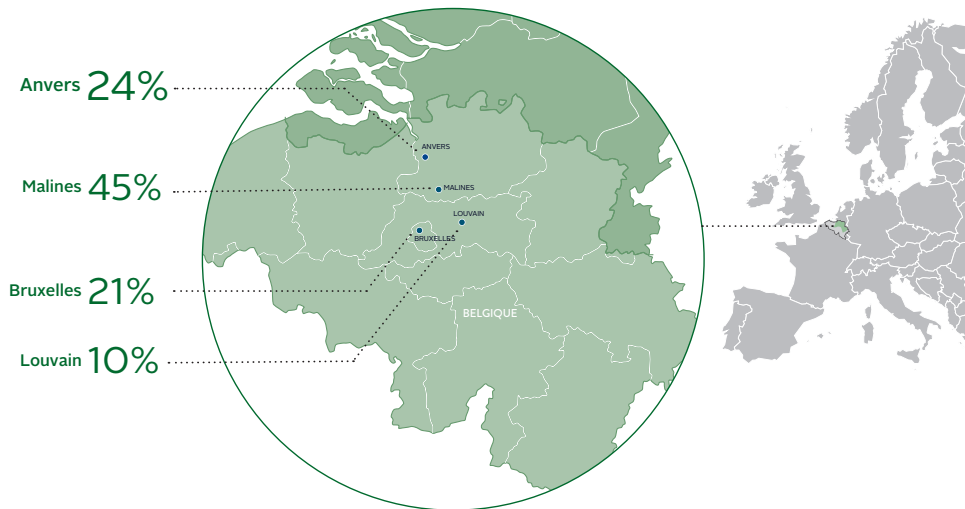 Anvers 24%
Malines 45%
Bruxelles 21%
Louvain 10%
ANVERS
MALINES
LOUVAIN
BRUXELLES
BELGIQUE